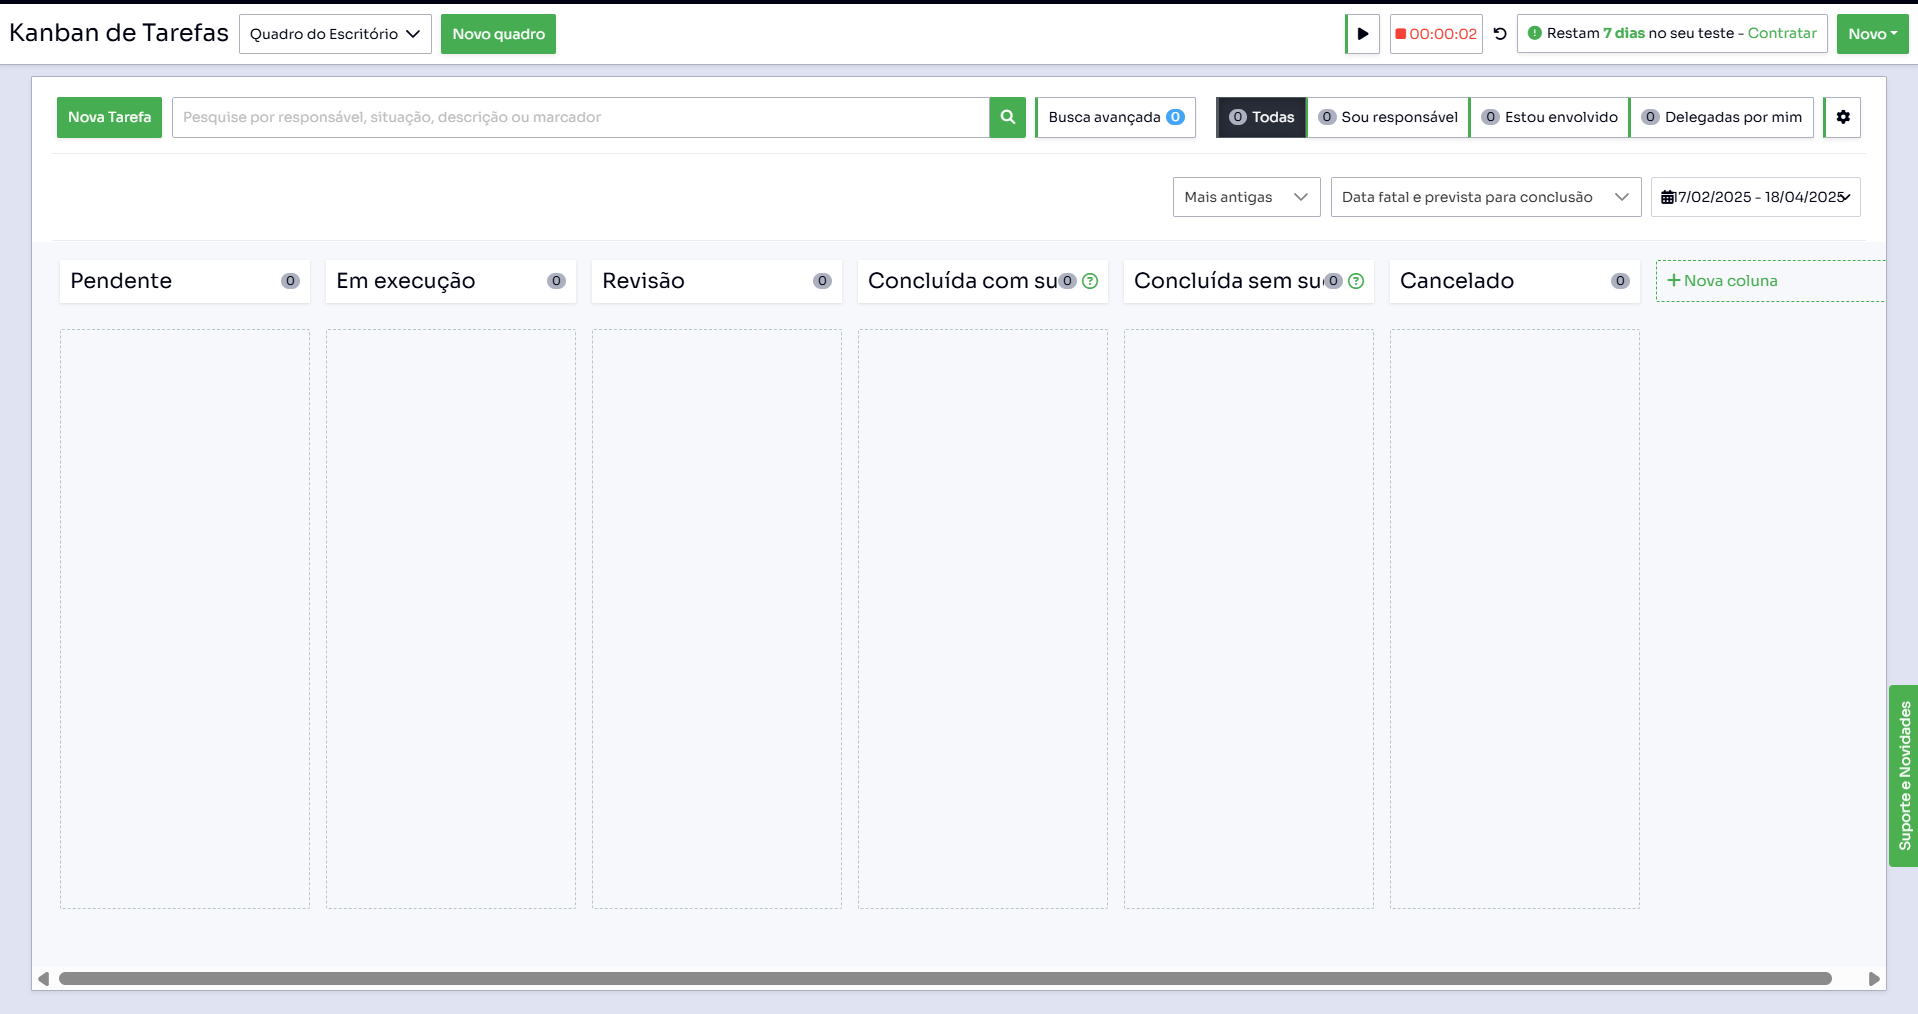 Kanban de Tarefas
Quadro do Escritório
Novo quadro
00:00:02
Restam 7 dias no seu teste - Contratar
Novo
Nova Tarefa
Pesquise por responsável, situação, descrição ou marcador
Busca avançada 0
0 Todas
0 Sou responsável
0 Estou envolvido
0 Delegadas por mim
Mais antigas
Data fatal e prevista para conclusão
17/02/2025 - 18/04/2025
Pendente 0
Em execução 0
Revisão 0
Concluída com su 0
Concluída sem su 0
Cancelado 0
+ Nova coluna
Suporte e Novidades